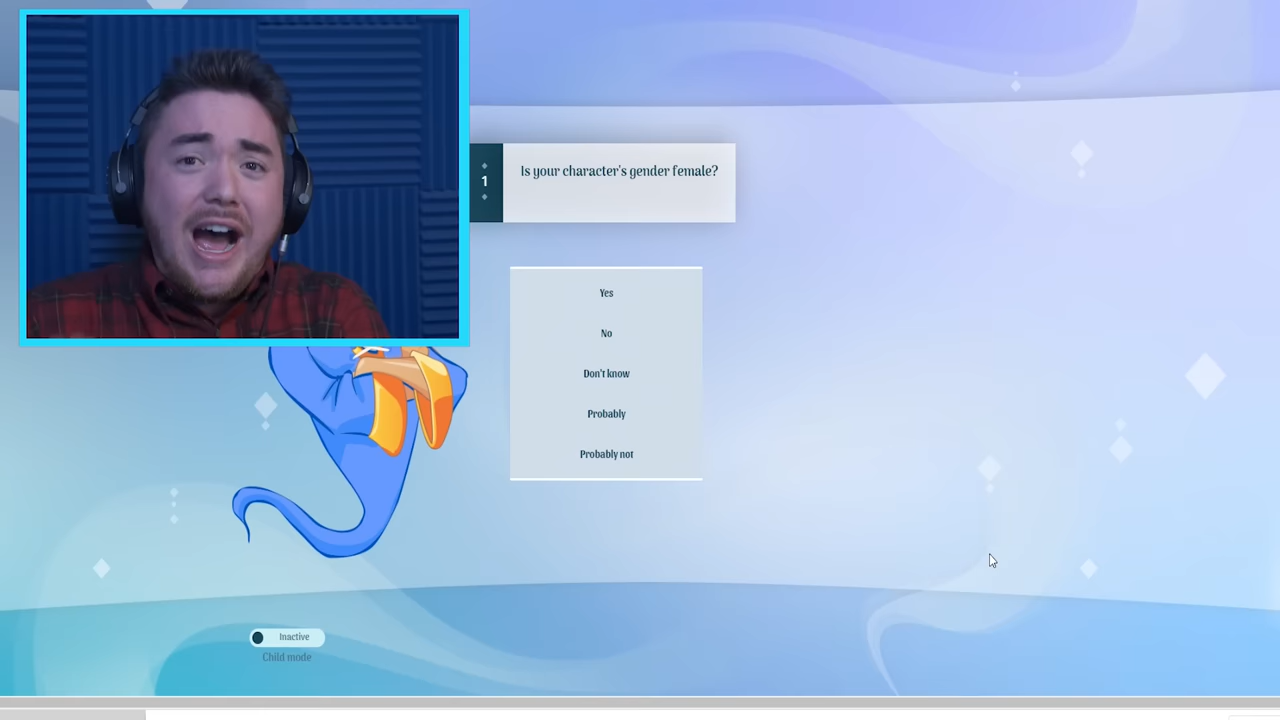 1
Is your character's gender female?
Yes
No
Don't know
Probably
Probably not
Inactive
Child mode